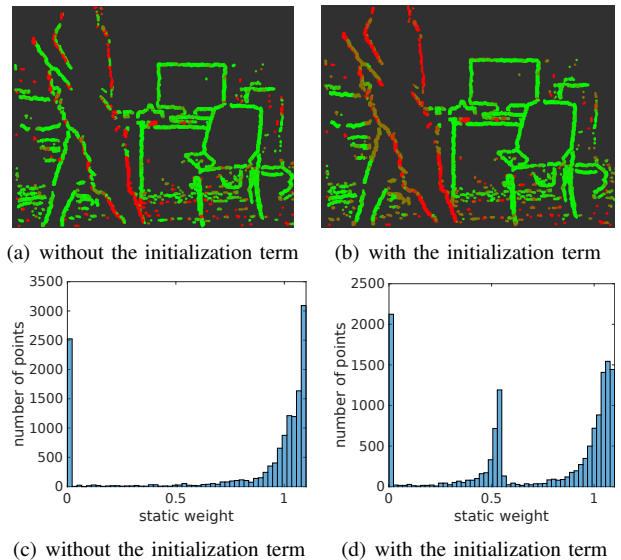 (a) without the initialization term
(b) with the initialization term
3500
3000
2500
2000
1500
1000
500
0
number of points
0
0.5
1
static weight
2500
2000
1500
1000
500
0
number of points
0
0.5
1
static weight
(c) without the initialization term
(d) with the initialization term